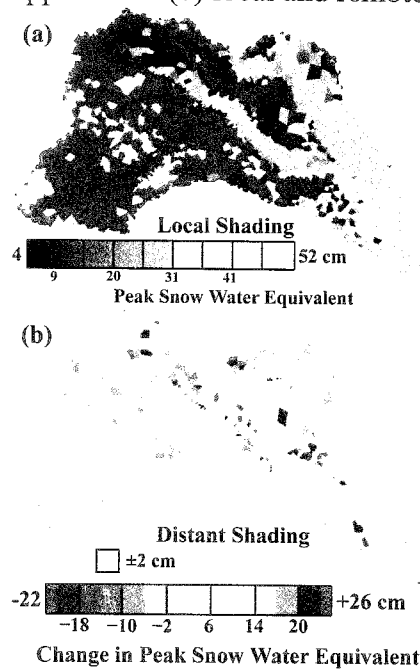 (a)
Local Shading
4
52 cm
9 20 31 41
Peak Snow Water Equivalent
(b)
Distant Shading
±2 cm
-22
+26 cm
−18 −10 −2 6 14 20
Change in Peak Snow Water Equivalent